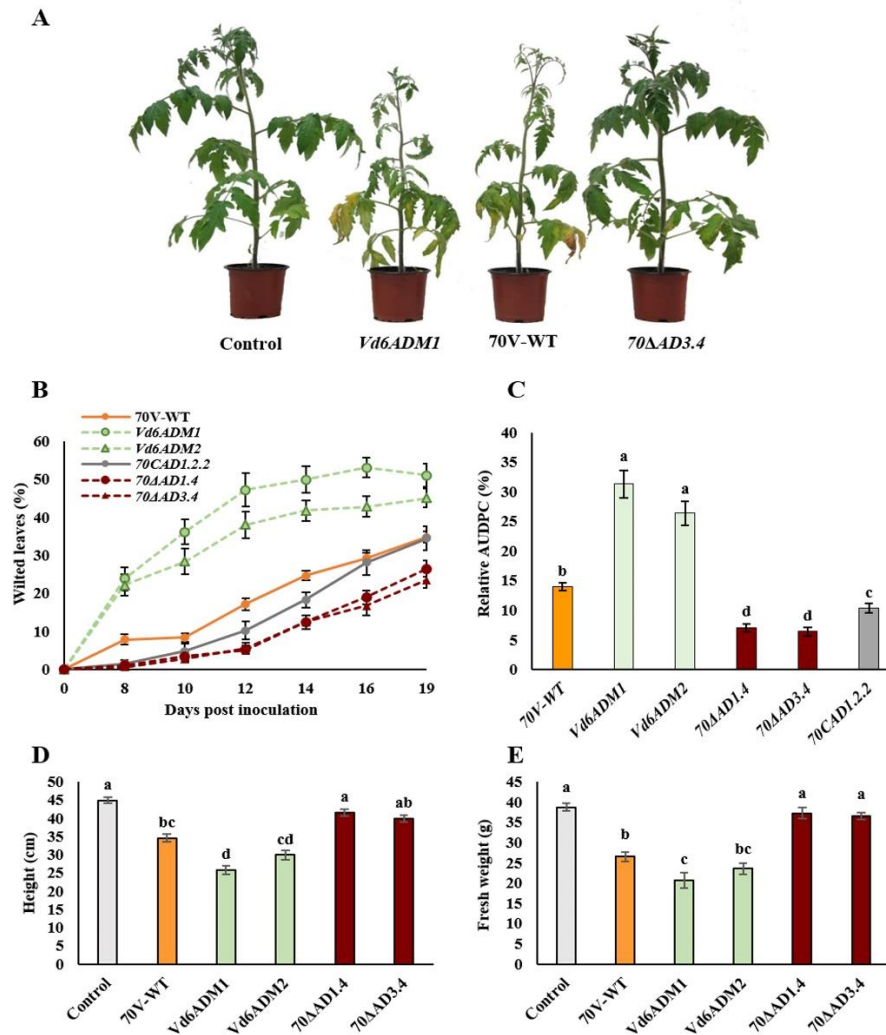 A
Control
Vd6ADM1
70V-WT
70ΔAD3.4
B
70V-WT
Vd6ADM1
Vd6ADM2
70CAD1.2.2
70ΔAD1.4
70ΔAD3.4
60
50
40
30
20
10
0
Wilted leaves (%)
0 8 10 12 14 16 19
Days post inoculation
C
40
35
30
25
20
15
10
5
0
Relative AUDPC (%)
b a a d d c
70V-WT Vd6ADM1 Vd6ADM2 70ΔAD1.4 70ΔAD3.4 70CAD1.2.2
D
50
45
40
35
30
25
20
15
10
5
0
Height (cm)
a bc d cd a ab
Control 70V-WT Vd6ADM1 Vd6ADM2 70ΔAD1.4 70ΔAD3.4
E
45
40
35
30
25
20
15
10
5
0
Fresh weight (g)
a b c bc a a
Control 70V-WT Vd6ADM1 Vd6ADM2 70ΔAD1.4 70ΔAD3.4